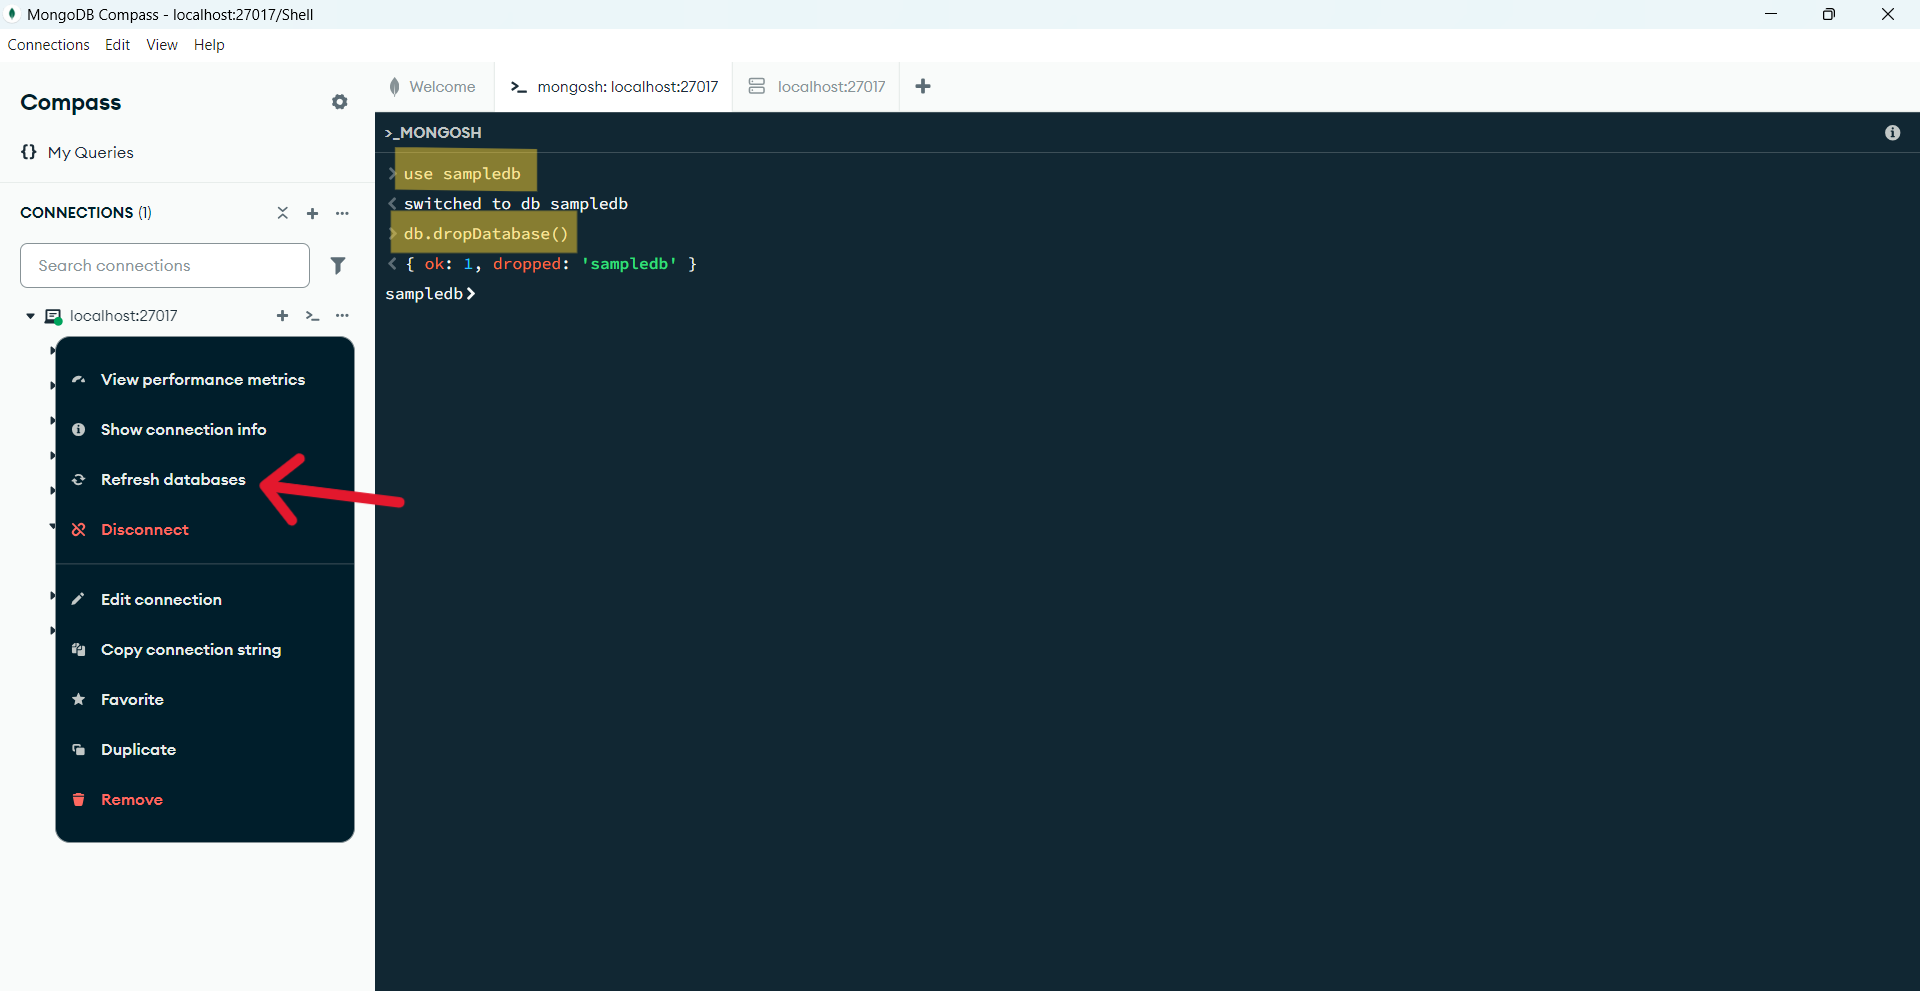 MongoDB Compass - localhost:27017/Shell
Connections Edit View Help
Compass
{} My Queries
CONNECTIONS (1)
Search connections
localhost:27017
View performance metrics
Show connection info
Refresh databases
Disconnect
Edit connection
Copy connection string
Favorite
Duplicate
Remove
Welcome
>_ mongosh: localhost:27017
localhost:27017
>_MONGOSH
> use sampledb
< switched to db sampledb
> db.dropDatabase()
< { ok: 1, dropped: 'sampledb' }
sampledb>